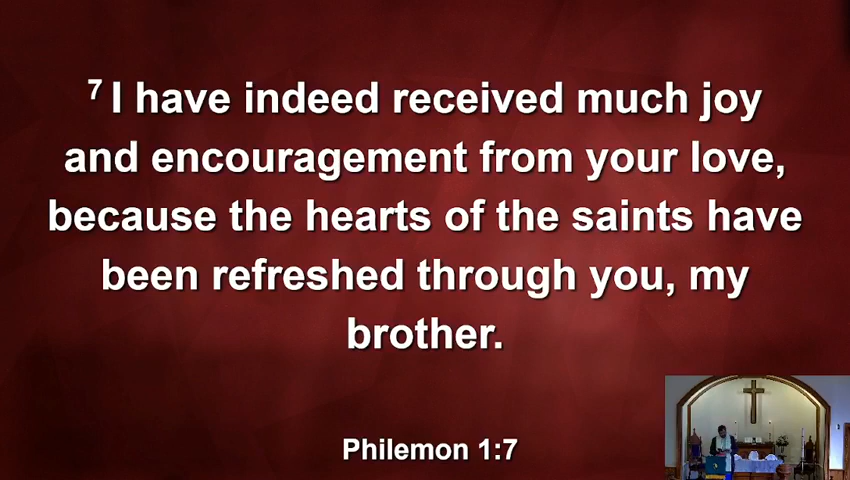 7 I have indeed received much joy
and encouragement from your love,
because the hearts of the saints have
been refreshed through you, my
brother.
Philemon 1:7